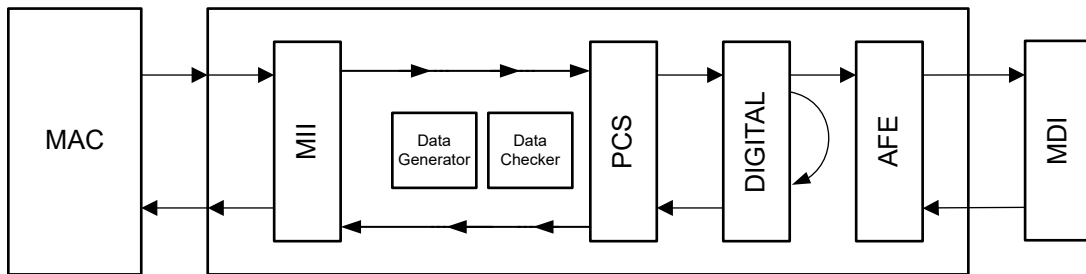 MAC
MII
Data
Generator
Data
Checker
PCS
DIGITAL
AFE
MDI